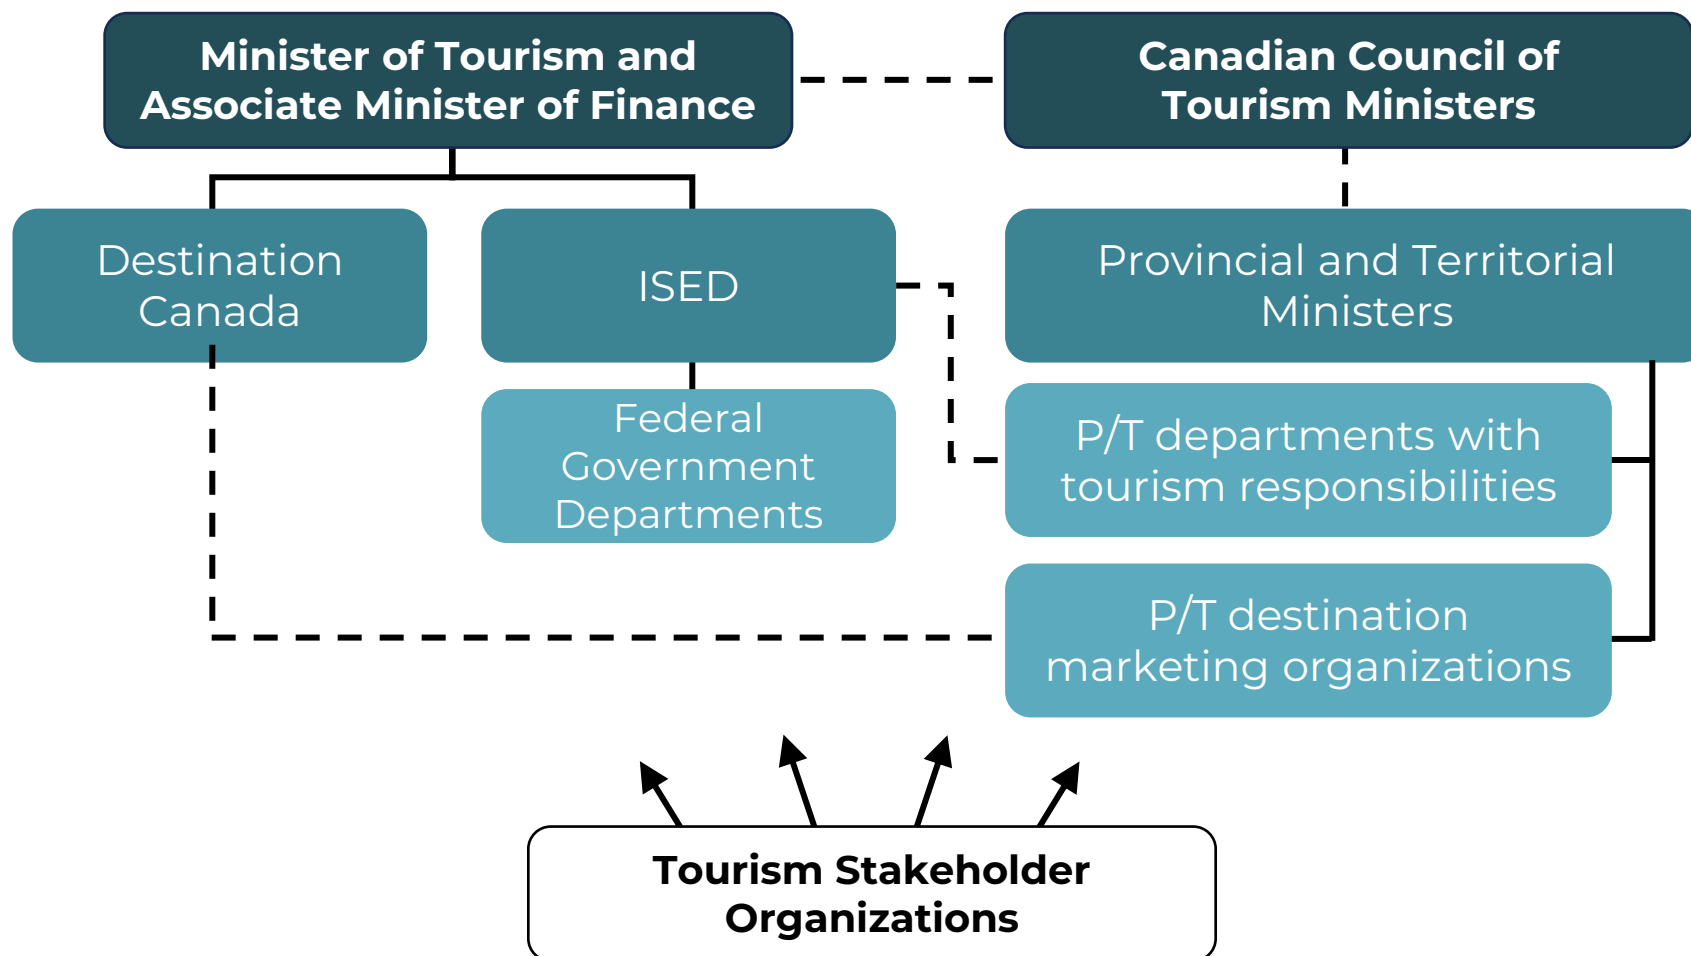 Minister of Tourism and
Associate Minister of Finance
Canadian Council of
Tourism Ministers
Destination
Canada
ISED
Provincial and Territorial
Ministers
Federal
Government
Departments
P/T departments with
tourism responsibilities
P/T destination
marketing organizations
Tourism Stakeholder
Organizations